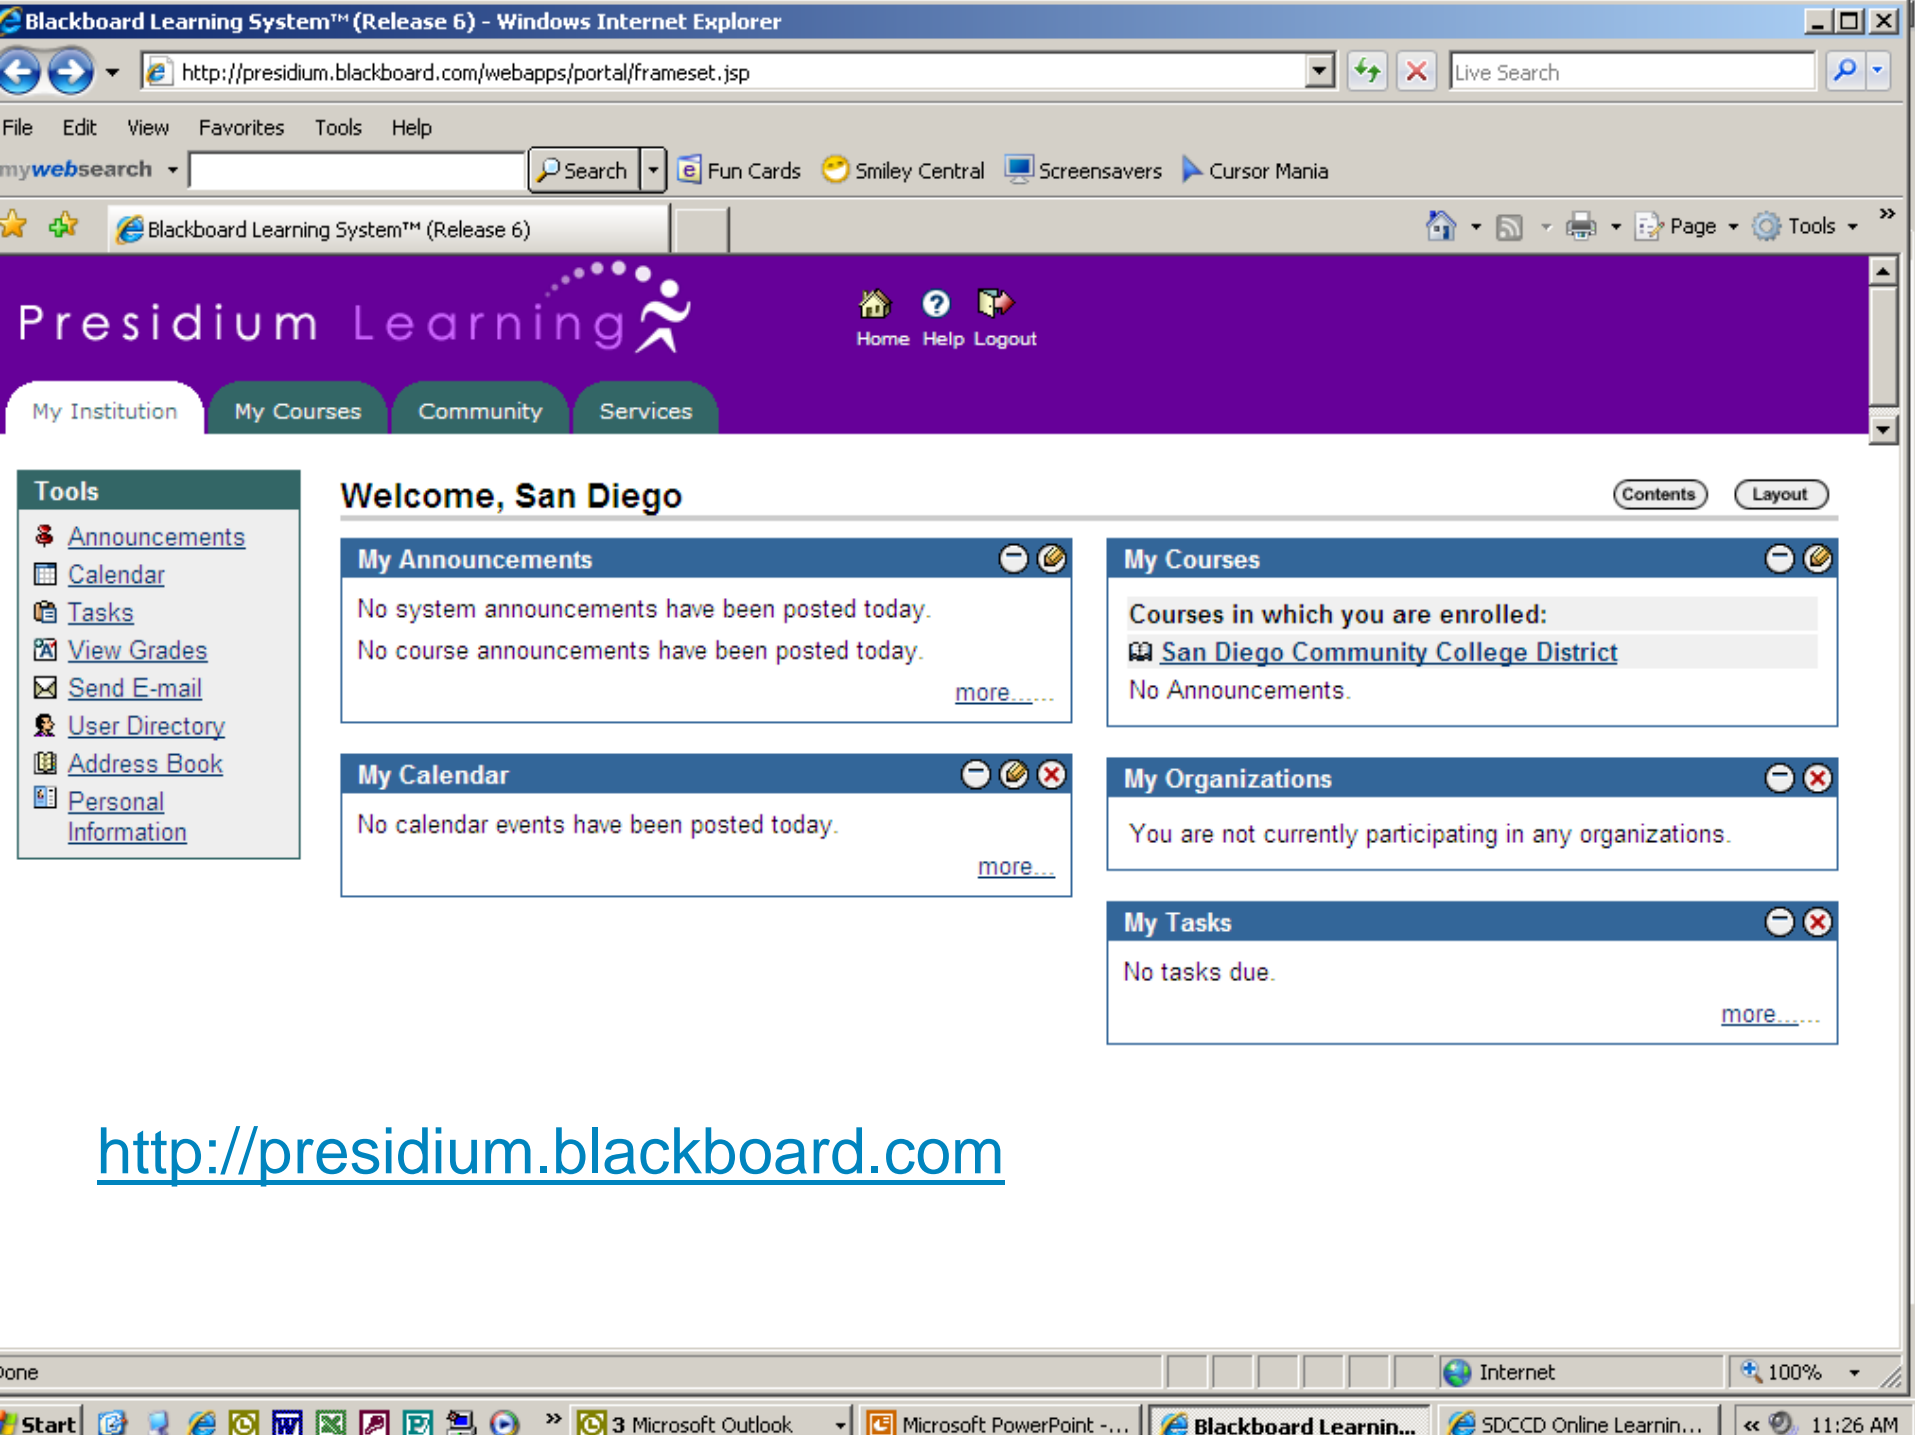 Blackboard Learning System™ (Release 6) - Windows Internet Explorer
http://presidium.blackboard.com/webapps/portal/frameset.jsp
Live Search
File Edit View Favorites Tools Help
mywebsearch Search Fun Cards Smiley Central Screensavers Cursor Mania
Blackboard Learning System™ (Release 6)
Page Tools »
Presidium Learning
Home Help Logout
My Institution My Courses Community Services
Tools
Announcements
Calendar
Tasks
View Grades
Send E-mail
User Directory
Address Book
Personal
Information
Welcome, San Diego
Contents Layout
My Announcements
No system announcements have been posted today.
No course announcements have been posted today.
more......
My Calendar
No calendar events have been posted today.
more...
My Courses
Courses in which you are enrolled:
San Diego Community College District
No Announcements.
My Organizations
You are not currently participating in any organizations.
My Tasks
No tasks due.
more......
http://presidium.blackboard.com
Done
Internet
100%
Start » 3 Microsoft Outlook Microsoft PowerPoint -... Blackboard Learnin... SDCCD Online Learnin... « 11:26 AM